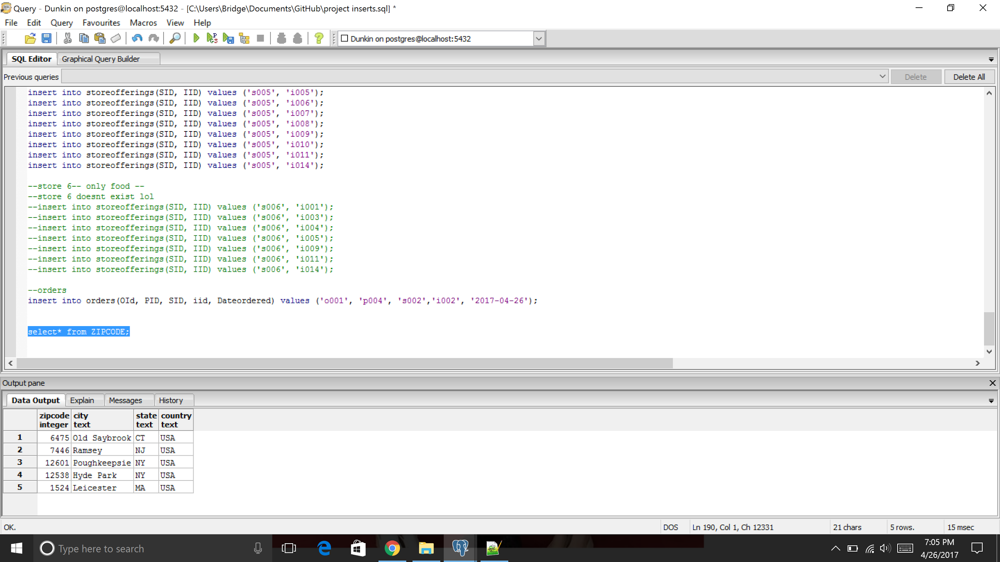 Query - Dunkin on postgres@localhost:5432 - [C:\Users\Bridge\Documents\GitHub\project inserts.sql] *
File Edit Query Favourites Macros View Help
Dunkin on postgres@localhost:5432
SQL Editor Graphical Query Builder
Previous queries Delete Delete All
insert into storeofferings(SID, IID) values ('s005', 'i005');
insert into storeofferings(SID, IID) values ('s005', 'i006');
insert into storeofferings(SID, IID) values ('s005', 'i007');
insert into storeofferings(SID, IID) values ('s005', 'i008');
insert into storeofferings(SID, IID) values ('s005', 'i009');
insert into storeofferings(SID, IID) values ('s005', 'i010');
insert into storeofferings(SID, IID) values ('s005', 'i011');
insert into storeofferings(SID, IID) values ('s005', 'i014');
--store 6-- only food --
--store 6 doesnt exist lol
--insert into storeofferings(SID, IID) values ('s006', 'i001');
--insert into storeofferings(SID, IID) values ('s006', 'i003');
--insert into storeofferings(SID, IID) values ('s006', 'i004');
--insert into storeofferings(SID, IID) values ('s006', 'i005');
--insert into storeofferings(SID, IID) values ('s006', 'i009');
--insert into storeofferings(SID, IID) values ('s006', 'i011');
--insert into storeofferings(SID, IID) values ('s006', 'i014');
--orders
insert into orders(OId, PID, SID, iid, Dateordered) values ('o001', 'p004', 's002','i002', '2017-04-26');
select* from ZIPCODE;
Output pane
Data Output Explain Messages History
zipcode city state country
integer text text text
1 6475 Old Saybrook CT USA
2 7446 Ramsey NJ USA
3 12601 Poughkeepsie NY USA
4 12538 Hyde Park NY USA
5 1524 Leicester MA USA
OK. DOS Ln 190, Col 1, Ch 12331 21 chars 5 rows. 15 msec
Type here to search
7:05 PM
4/26/2017